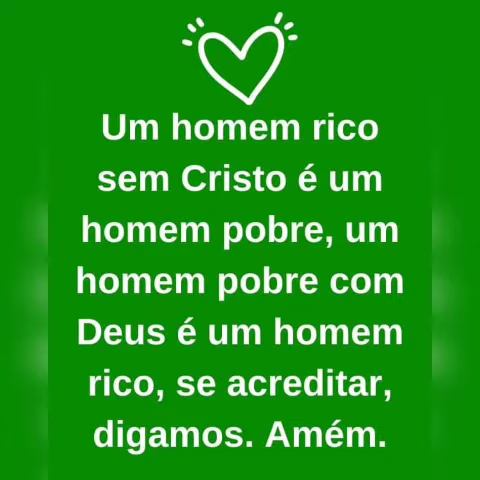 Um homem rico
sem Cristo é um
homem pobre, um
homem pobre com
Deus é um homem
rico, se acreditar,
digamos. Amém.